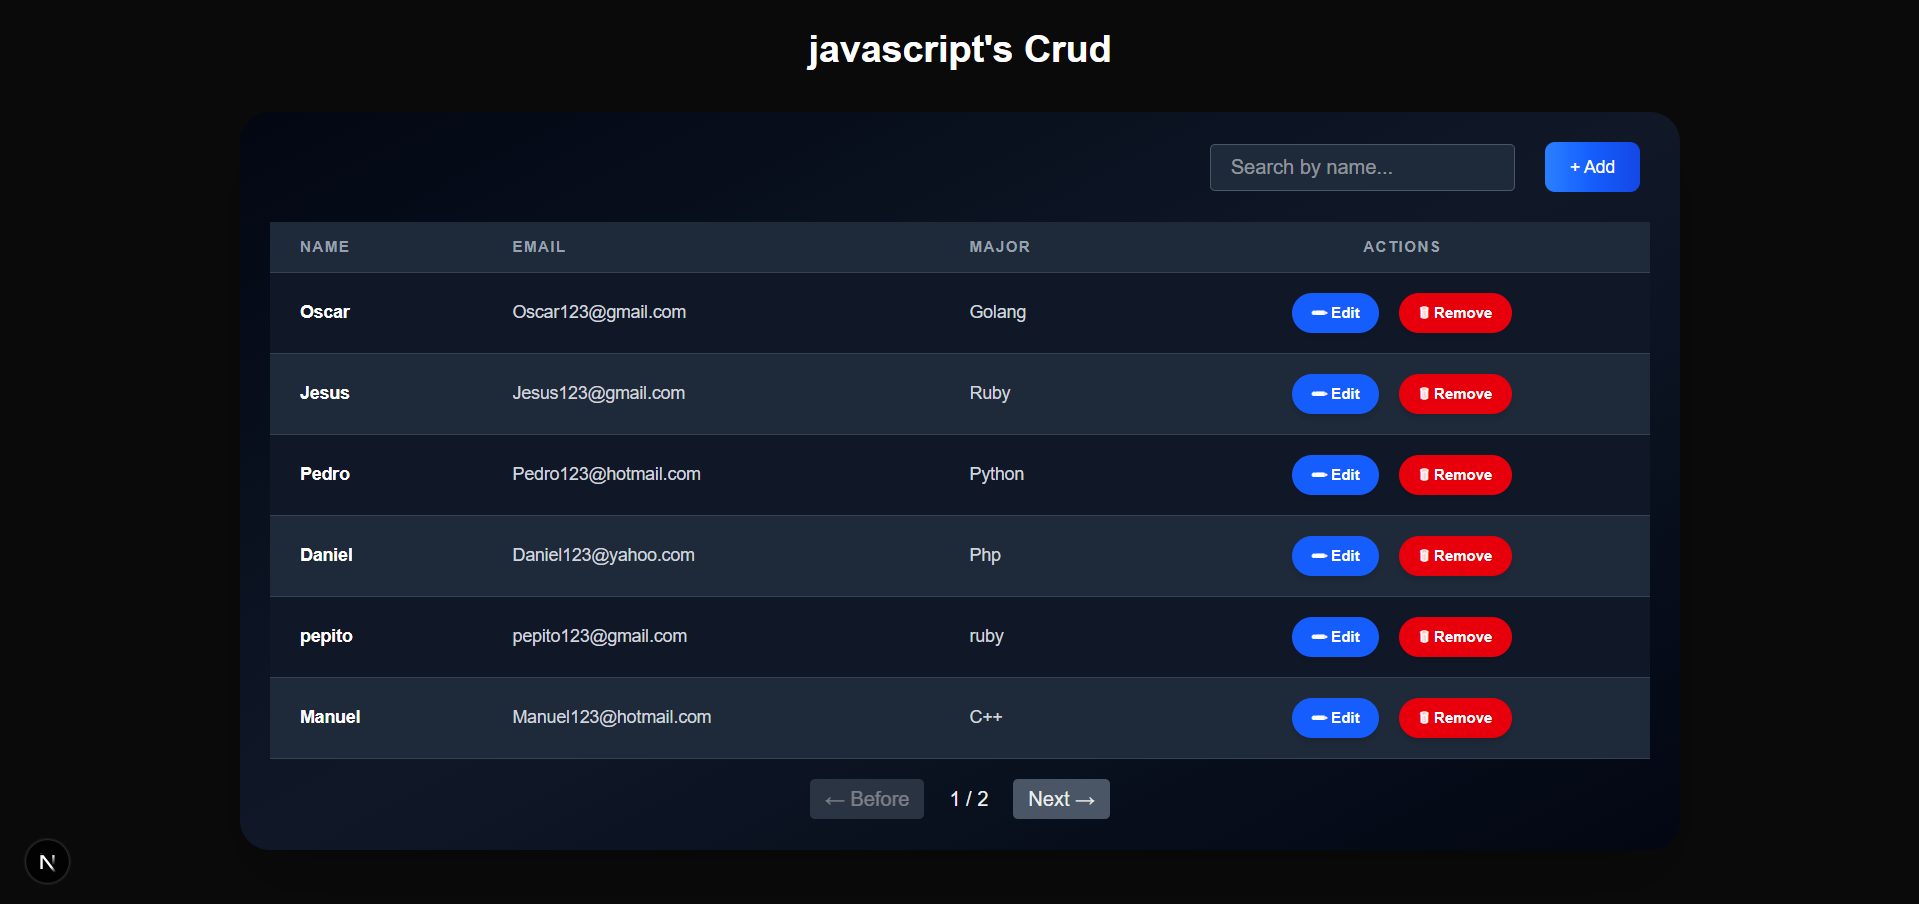 javascript's Crud
Search by name...
+ Add
NAME EMAIL MAJOR ACTIONS
Oscar Oscar123@gmail.com Golang Edit Remove
Jesus Jesus123@gmail.com Ruby Edit Remove
Pedro Pedro123@hotmail.com Python Edit Remove
Daniel Daniel123@yahoo.com Php Edit Remove
pepito pepito123@gmail.com ruby Edit Remove
Manuel Manuel123@hotmail.com C++ Edit Remove
← Before 1 / 2 Next →
N